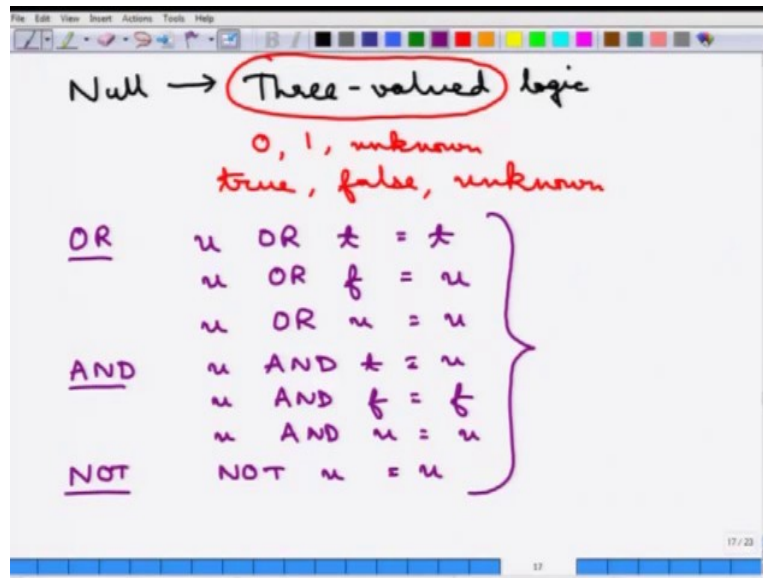 File Edit View Insert Actions Tools Help
Null → Three-valued logic
0, 1, unknown
true, false, unknown
OR u OR t = t
u OR f = u
u OR u = u
AND u AND t = u
u AND f = f
u AND u = u
NOT NOT u = u
17/23
17